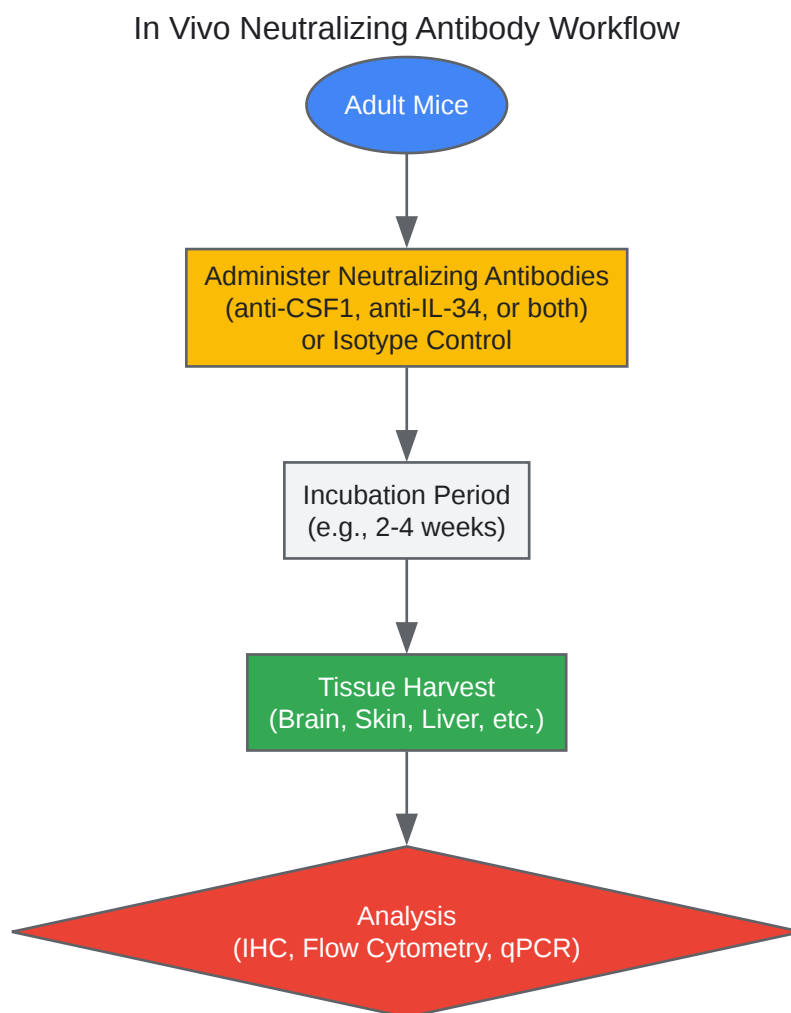 In Vivo Neutralizing Antibody Workflow
Adult Mice
Administer Neutralizing Antibodies
(anti-CSF1, anti-IL-34, or both)
or Isotype Control
Incubation Period
(e.g., 2-4 weeks)
Tissue Harvest
(Brain, Skin, Liver, etc.)
Analysis
(IHC, Flow Cytometry, qPCR)